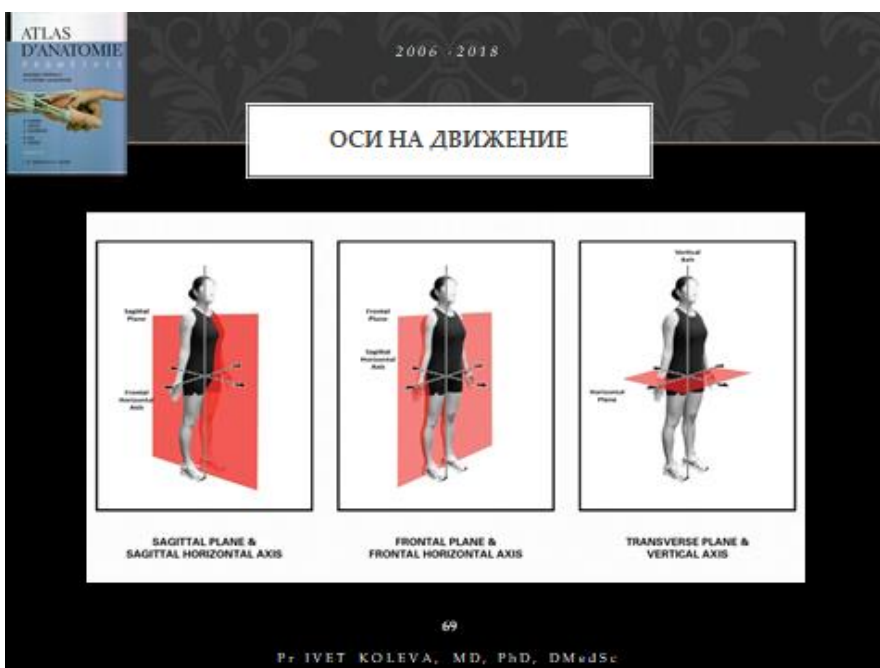 ATLAS
D'ANATOMIE
2006 -2018
ОСИ НА ДВИЖЕНИЕ
Sagittal
Plane
Frontal
Horizontal
Axis
Frontal
Plane
Sagittal
Horizontal
Axis
Vertical
Axis
Horizontal
Plane
SAGITTAL PLANE &
SAGITTAL HORIZONTAL AXIS
FRONTAL PLANE &
FRONTAL HORIZONTAL AXIS
TRANSVERSE PLANE &
VERTICAL AXIS
69
Pr IVET KOLEVA, MD, PhD, DMedSc